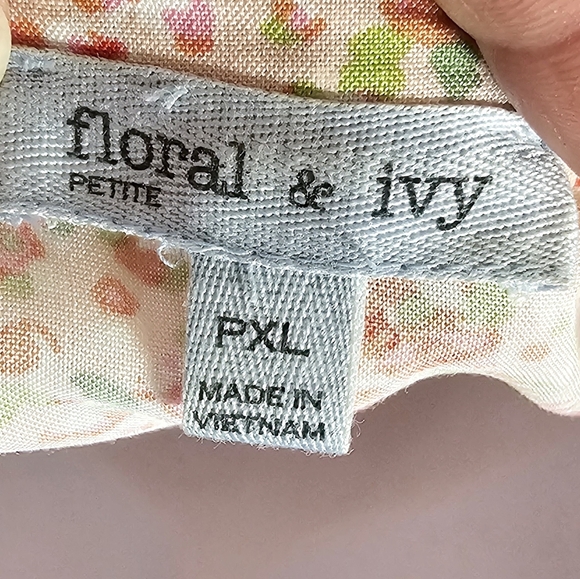 floral & ivy
PETITE
PXL
MADE IN
VIETNAM